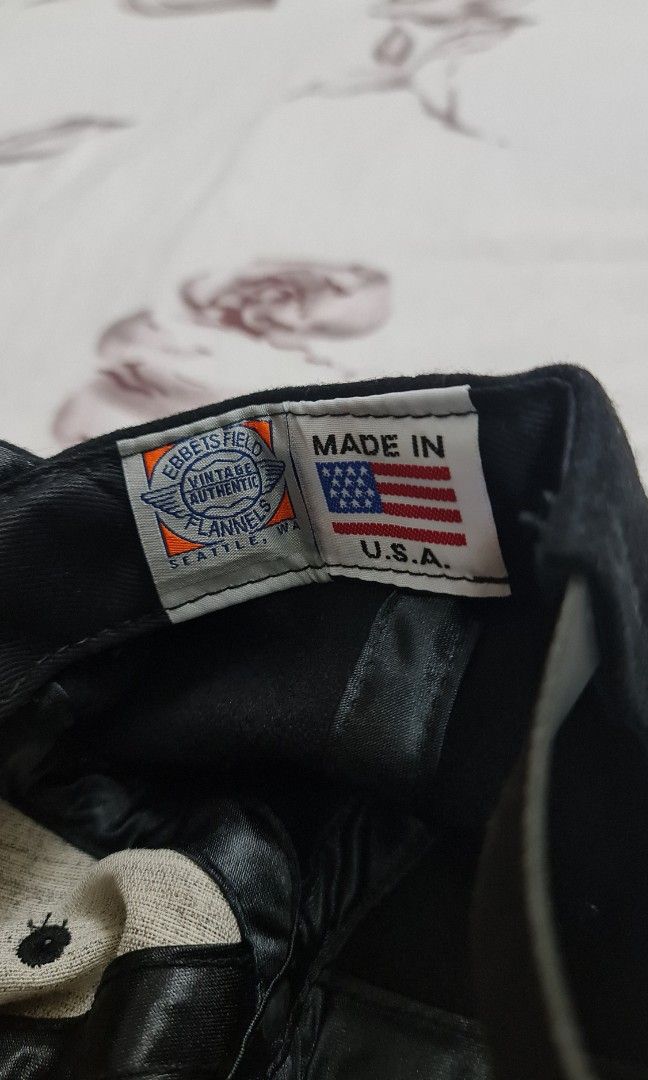 EBBETS FIELD
VINTAGE
AUTHENTIC
FLANNELS
SEATTLE, WA
MADE IN
U.S.A.